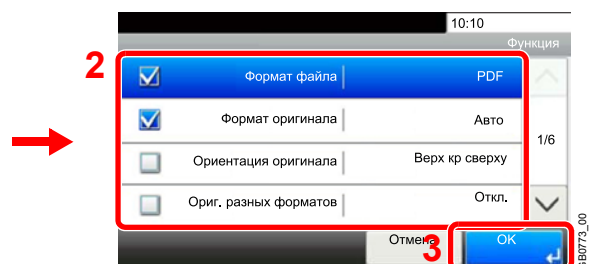 10:10
Функция
2
Формат файла PDF
Формат оригинала Авто
1/6
Ориентация оригинала Верх кр сверху
Ориг. разных форматов Откл.
Отмена 3 OK
GB0773_00